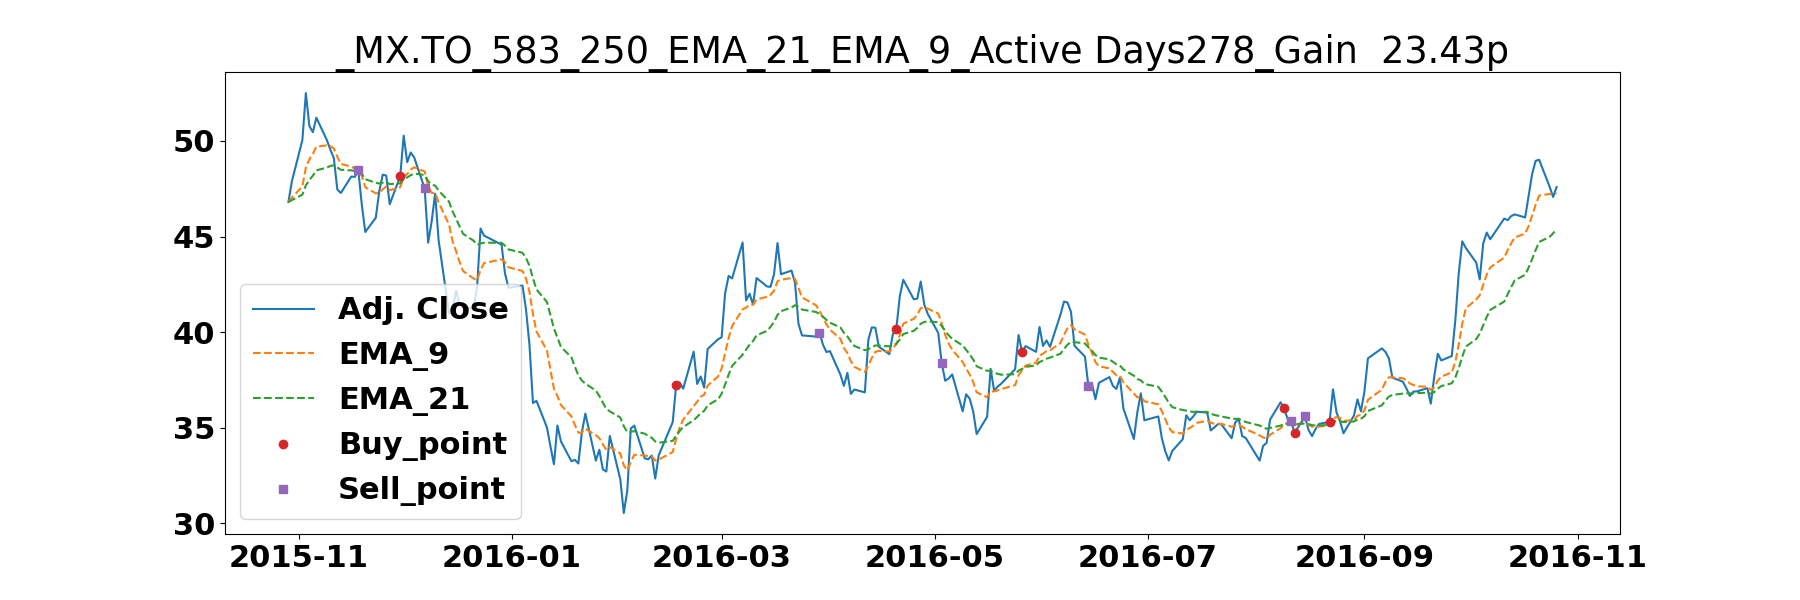 _MX.TO_583_250_EMA_21_EMA_9_Active Days278_Gain  23.43p
50
45
40
35
30
Adj. Close
EMA_9
EMA_21
Buy_point
Sell_point
2015-11 2016-01 2016-03 2016-05 2016-07 2016-09 2016-11